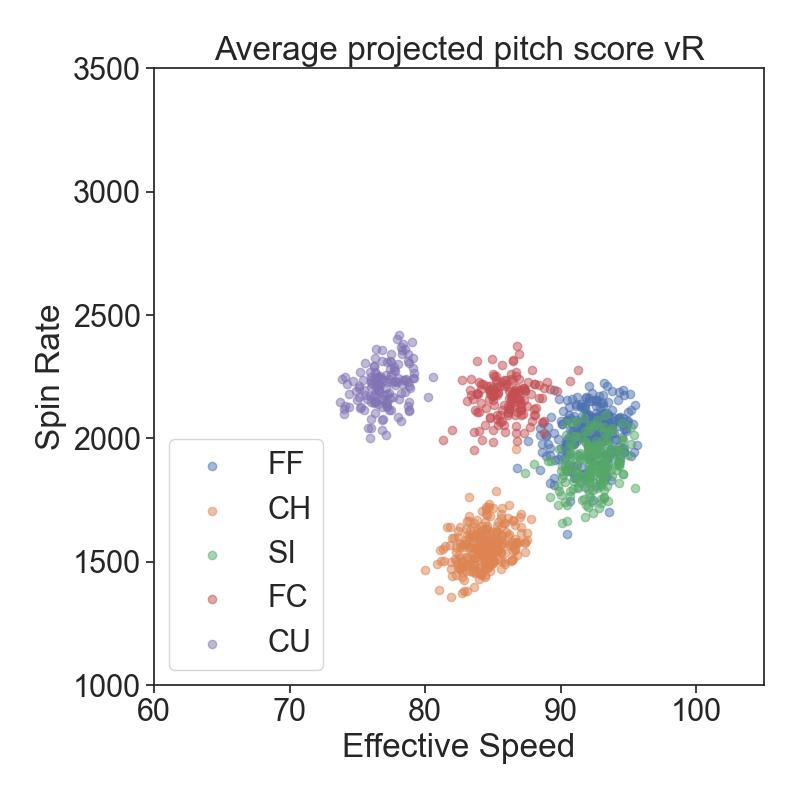 Average projected pitch score vR
3500
3000
2500
2000
1500
1000
Spin Rate
FF
CH
SI
FC
CU
60 70 80 90 100
Effective Speed